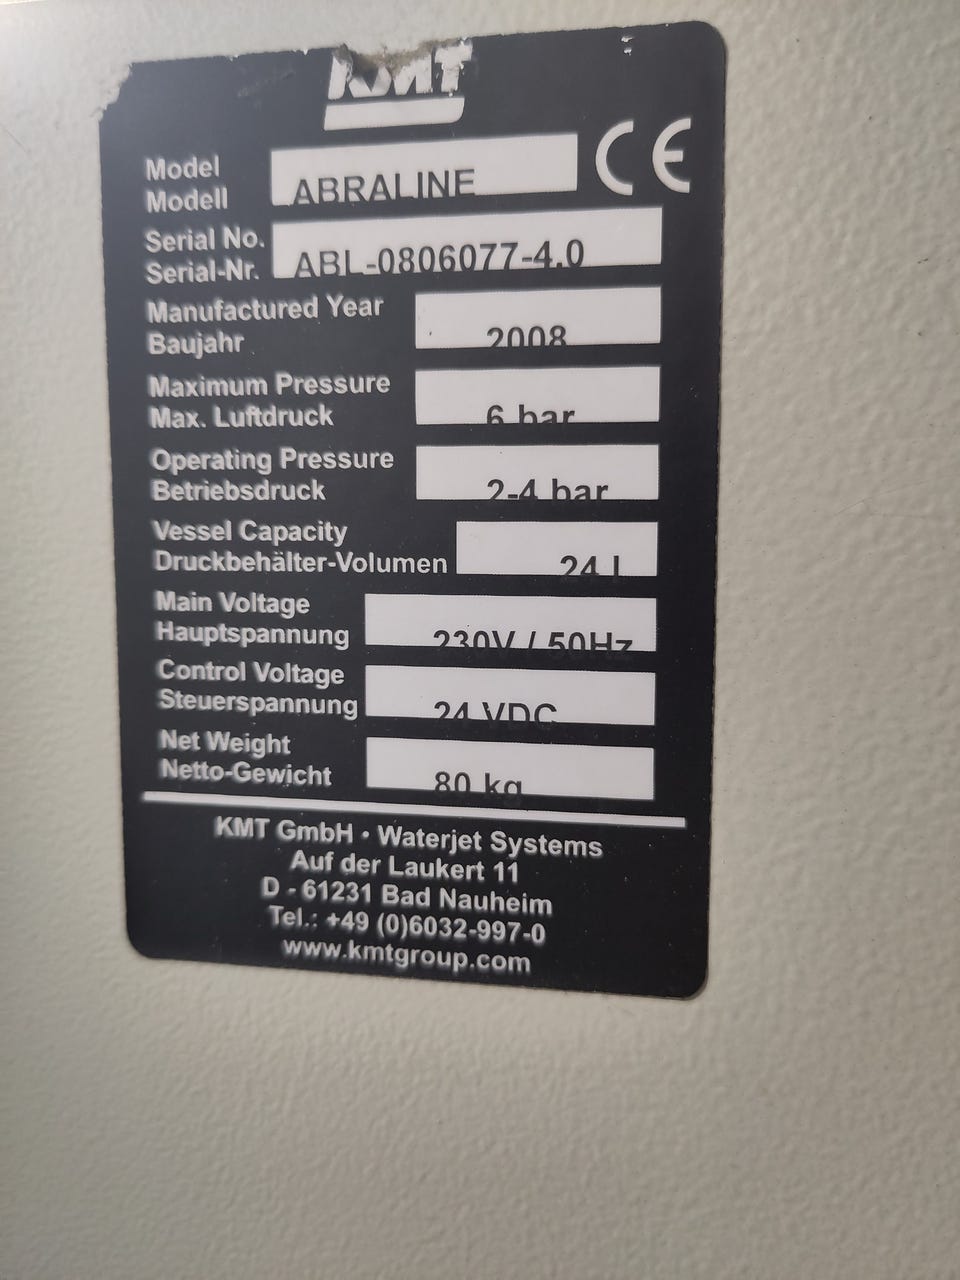 KMT
CE
Model
Modell
ABRALINE
Serial No.
Serial-Nr.
ABL-0806077-4.0
Manufactured Year
Baujahr
2008
Maximum Pressure
Max. Luftdruck
6 bar
Operating Pressure
Betriebsdruck
2-4 bar
Vessel Capacity
Druckbehälter-Volumen
24 l
Main Voltage
Hauptspannung
230V / 50Hz
Control Voltage
Steuerspannung
24 VDC
Net Weight
Netto-Gewicht
80 kg
KMT GmbH • Waterjet Systems
Auf der Laukert 11
D - 61231 Bad Nauheim
Tel.: +49 (0)6032-997-0
www.kmtgroup.com